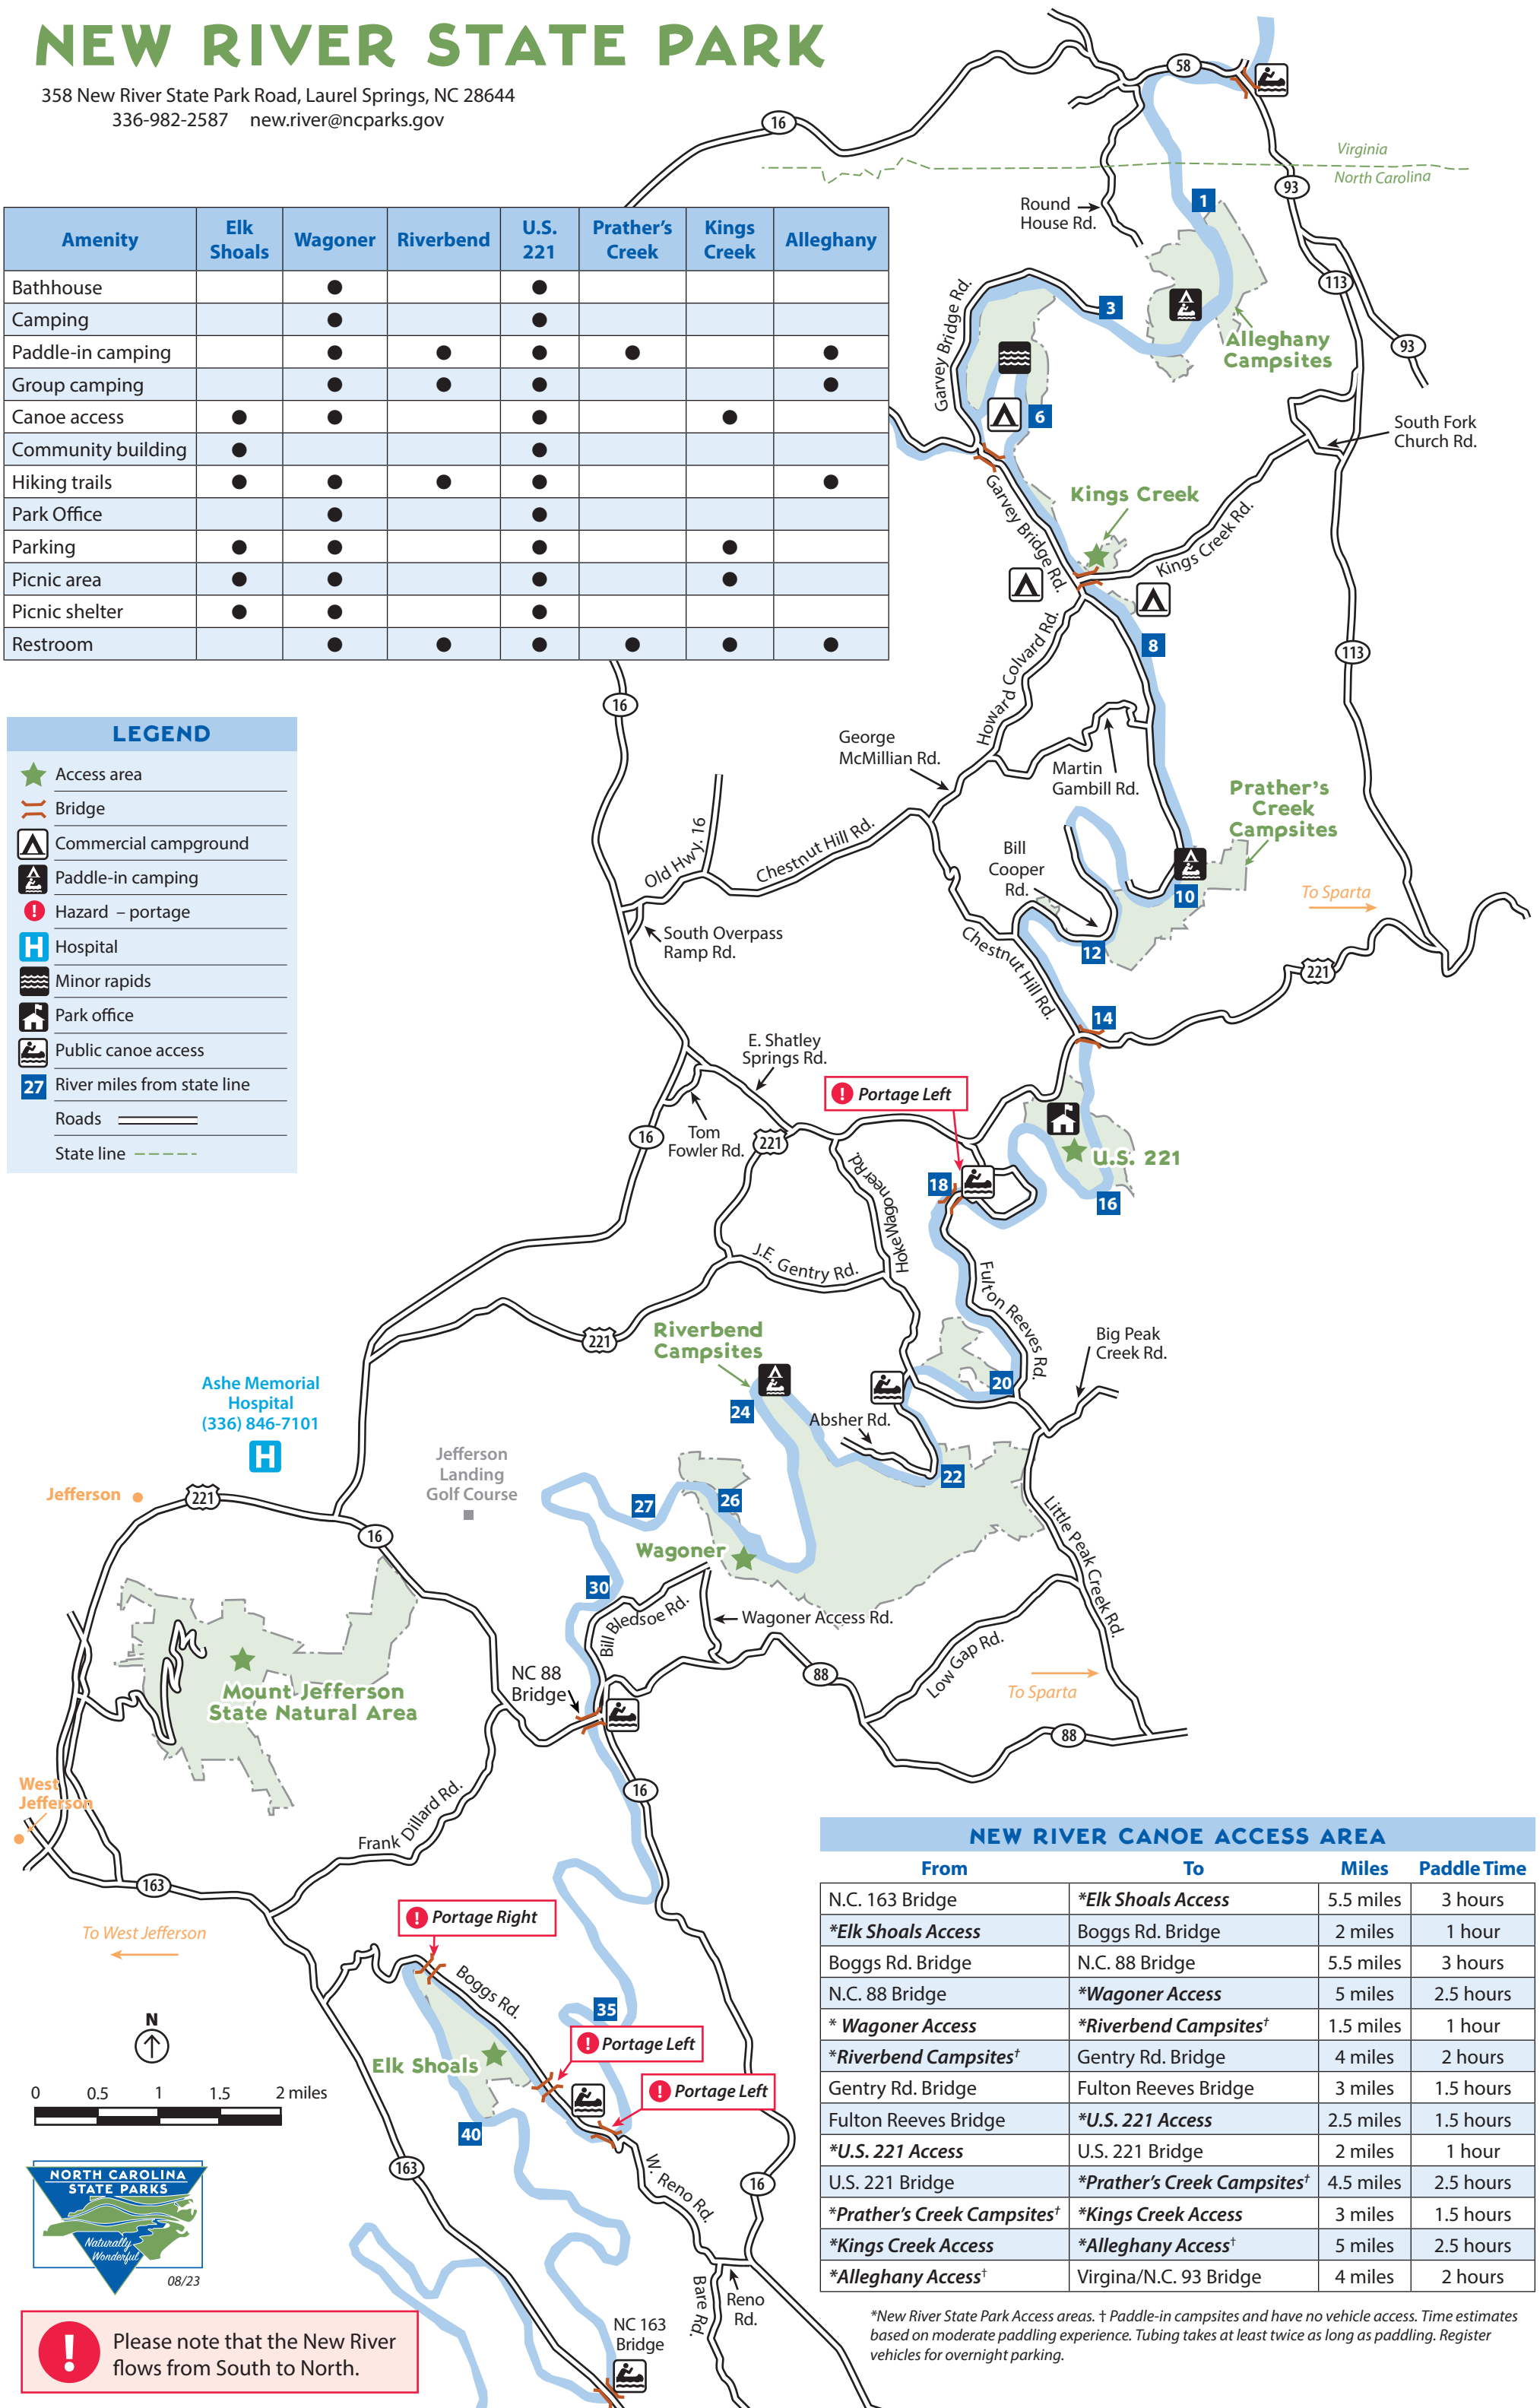 NEW RIVER STATE PARK
358 New River State Park Road, Laurel Springs, NC 28644
336-982-2587 new.river@ncparks.gov
Amenity Elk Shoals Wagoner Riverbend U.S. 221 Prather's Creek Kings Creek Alleghany
Bathhouse ● ●
Camping ● ●
Paddle-in camping ● ● ● ● ●
Group camping ● ● ● ●
Canoe access ● ● ● ●
Community building ● ●
Hiking trails ● ● ● ● ●
Park Office ● ●
Parking ● ● ● ●
Picnic area ● ● ● ●
Picnic shelter ● ● ●
Restroom ● ● ● ● ● ●
LEGEND
Access area
Bridge
Commercial campground
Paddle-in camping
! Hazard – portage
H Hospital
Minor rapids
Park office
Public canoe access
27 River miles from state line
Roads
State line
58
16
Virginia
North Carolina
93
1
Round
House Rd.
113
3
Garvey Bridge Rd.
Alleghany
Campsites
93
6
South Fork
Church Rd.
Kings Creek
Garvey Bridge Rd.
Kings Creek Rd.
Howard Colvard Rd.
8
113
16
George
McMillian Rd.
Martin
Gambill Rd.
Prather's
Creek
Campsites
Old Hwy. 16
Chestnut Hill Rd.
Bill
Cooper
Rd.
10
To Sparta
South Overpass
Ramp Rd.
Chestnut Hill Rd.
12
221
14
E. Shatley
Springs Rd.
! Portage Left
16
Tom
Fowler Rd.
221
U.S. 221
18
16
Hoke Wagoneer Rd.
J.E. Gentry Rd.
Fulton Reeves Rd.
221
Riverbend
Campsites
Big Peak
Creek Rd.
20
24
Absher Rd.
22
Ashe Memorial
Hospital
(336) 846-7101
H
Jefferson
Landing
Golf Course
Jefferson
221
16
27
26
Wagoner
Little Peak Creek Rd.
30
Bill Bledsoe Rd.
Wagoner Access Rd.
88
Low Gap Rd.
To Sparta
88
NC 88
Bridge
Mount Jefferson
State Natural Area
16
West
Jefferson
Frank Dillard Rd.
163
To West Jefferson
! Portage Right
Boggs Rd.
35
! Portage Left
! Portage Left
Elk Shoals
40
N
0 0.5 1 1.5 2 miles
163
W. Reno Rd.
16
Bare Rd.
Reno
Rd.
NC 163
Bridge
NORTH CAROLINA
STATE PARKS
Naturally
Wonderful
08/23
! Please note that the New River
flows from South to North.
NEW RIVER CANOE ACCESS AREA
From To Miles Paddle Time
N.C. 163 Bridge *Elk Shoals Access 5.5 miles 3 hours
*Elk Shoals Access Boggs Rd. Bridge 2 miles 1 hour
Boggs Rd. Bridge N.C. 88 Bridge 5.5 miles 3 hours
N.C. 88 Bridge *Wagoner Access 5 miles 2.5 hours
* Wagoner Access *Riverbend Campsites† 1.5 miles 1 hour
*Riverbend Campsites† Gentry Rd. Bridge 4 miles 2 hours
Gentry Rd. Bridge Fulton Reeves Bridge 3 miles 1.5 hours
Fulton Reeves Bridge *U.S. 221 Access 2.5 miles 1.5 hours
*U.S. 221 Access U.S. 221 Bridge 2 miles 1 hour
U.S. 221 Bridge *Prather's Creek Campsites† 4.5 miles 2.5 hours
*Prather's Creek Campsites† *Kings Creek Access 3 miles 1.5 hours
*Kings Creek Access *Alleghany Access† 5 miles 2.5 hours
*Alleghany Access† Virgina/N.C. 93 Bridge 4 miles 2 hours
*New River State Park Access areas. † Paddle-in campsites and have no vehicle access. Time estimates
based on moderate paddling experience. Tubing takes at least twice as long as paddling. Register
vehicles for overnight parking.